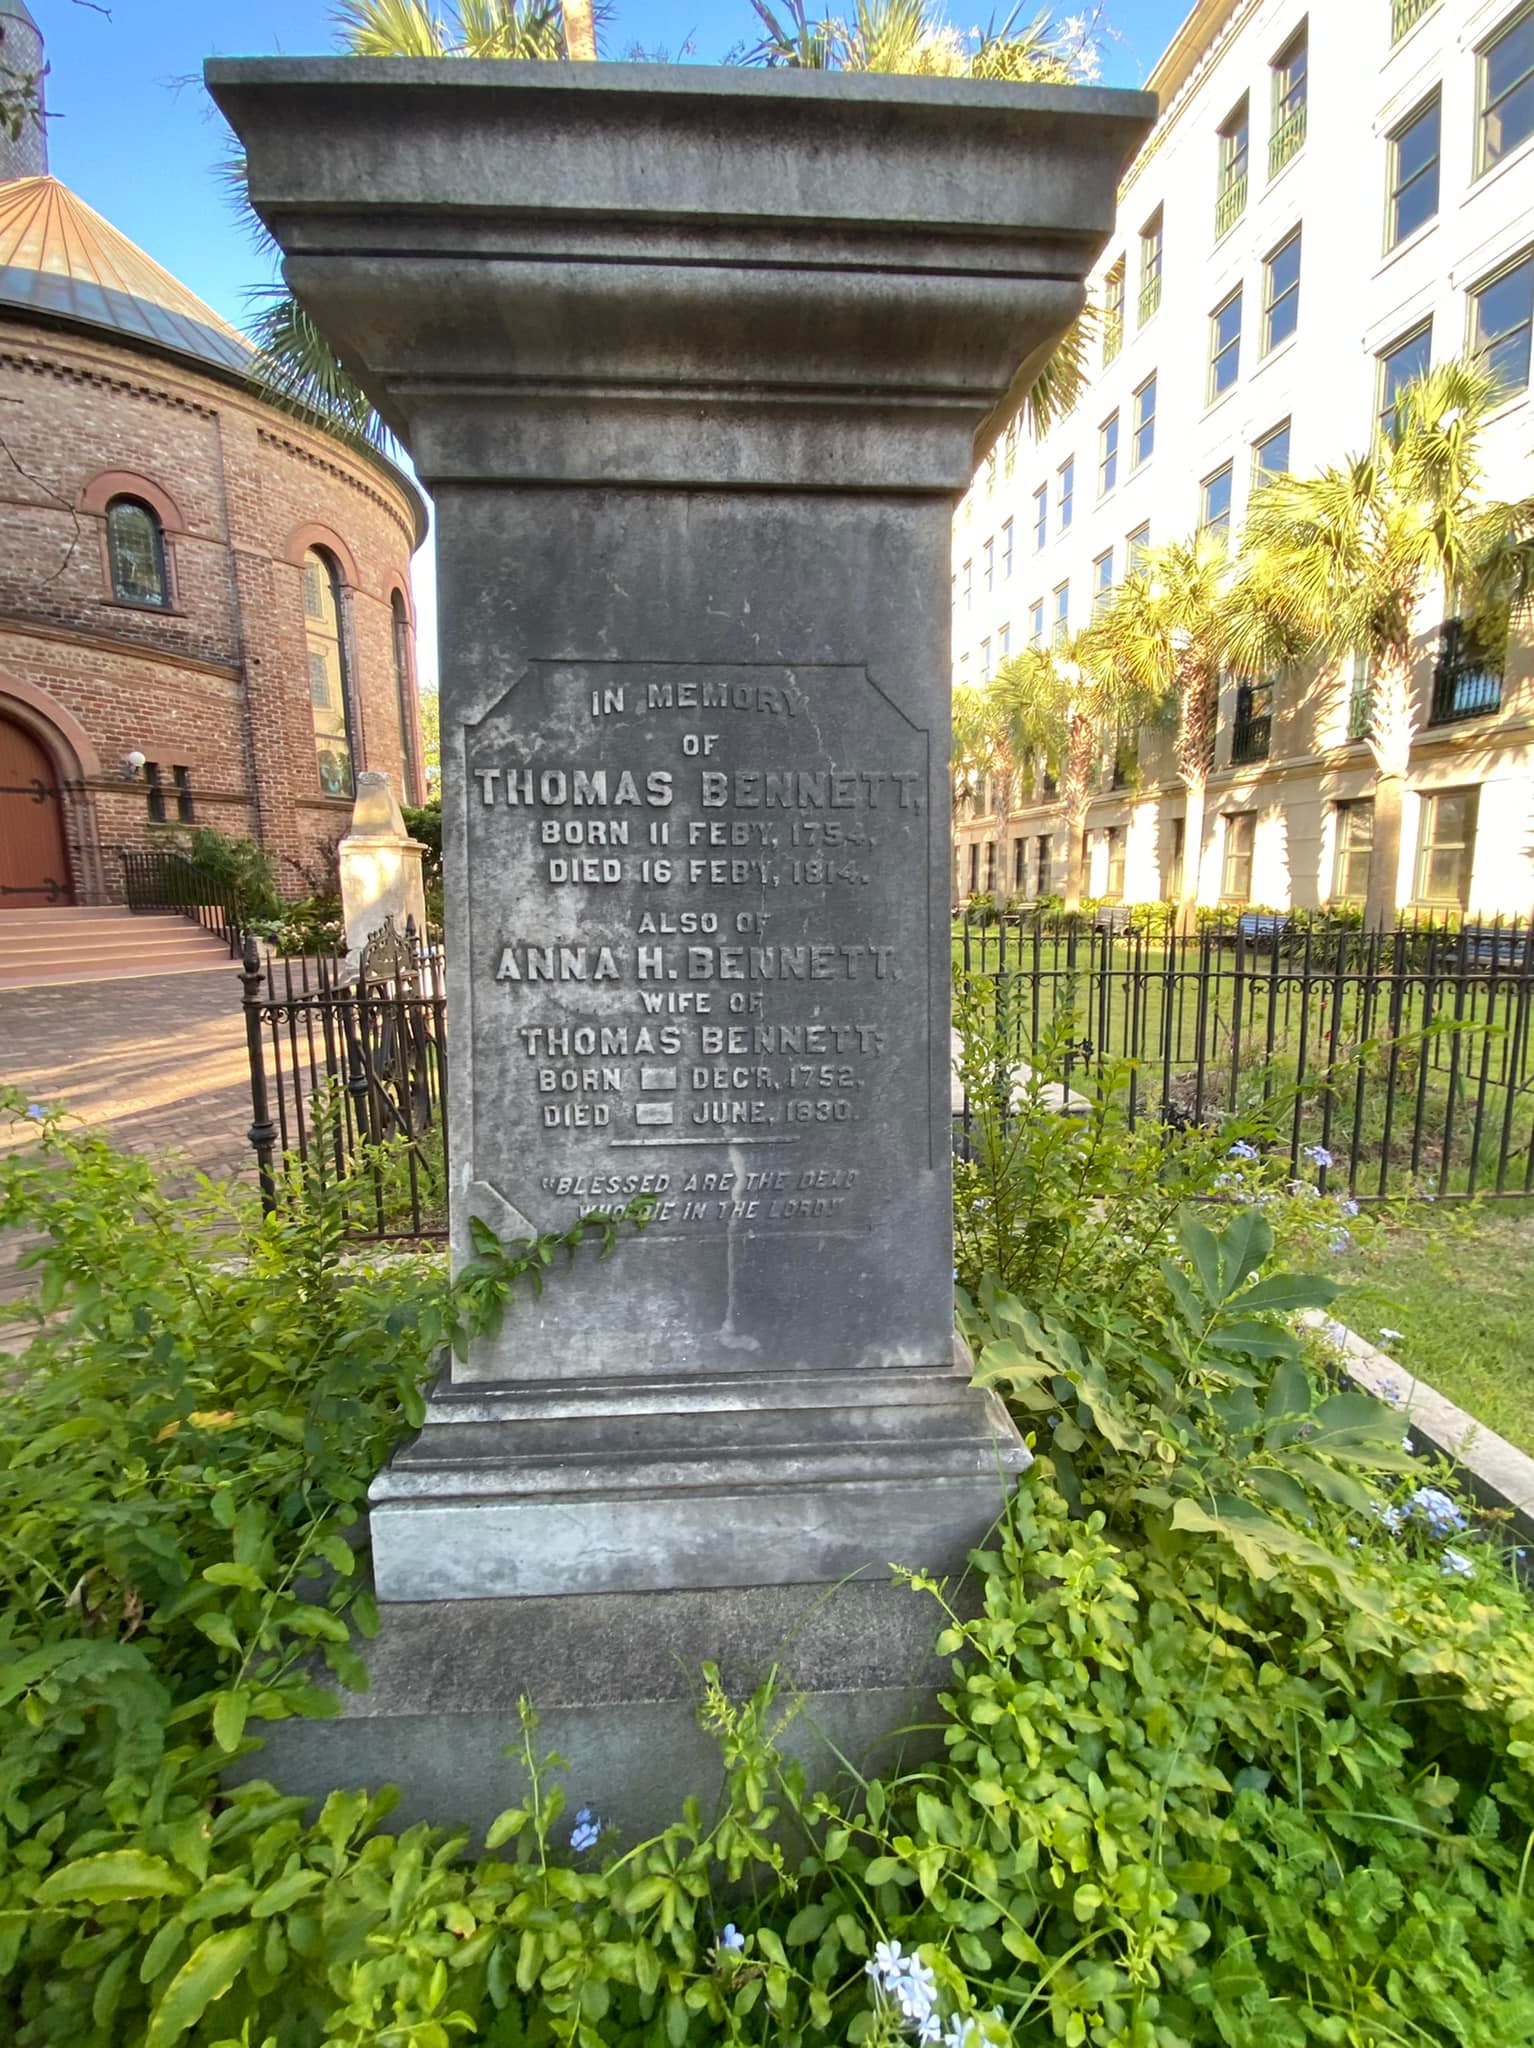 IN MEMORY
OF
THOMAS BENNETT,
BORN 11 FEB'Y, 1754,
DIED 16 FEB'Y, 1814.
ALSO OF
ANNA H. BENNETT,
WIFE OF
THOMAS BENNETT;
BORN DEC'R, 1752,
DIED JUNE, 1830.
"BLESSED ARE THE DEAD
WHO DIE IN THE LORD."